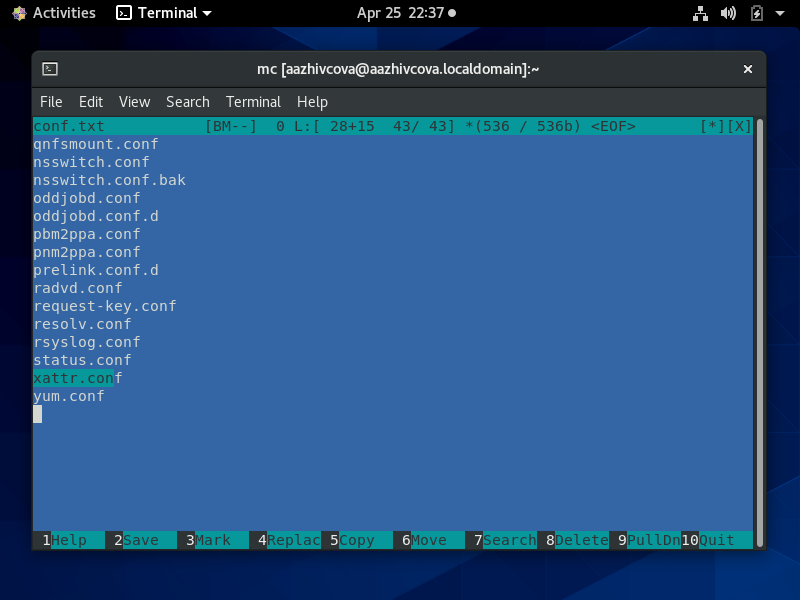 Activities Terminal Apr 25 22:37
mc [aazhivcova@aazhivcova.localdomain]:~ ×
File Edit View Search Terminal Help
conf.txt [BM--] 0 L:[ 28+15 43/ 43] *(536 / 536b) <EOF> [*][X]
qnfsmount.conf
nsswitch.conf
nsswitch.conf.bak
oddjobd.conf
oddjobd.conf.d
pbm2ppa.conf
pnm2ppa.conf
prelink.conf.d
radvd.conf
request-key.conf
resolv.conf
rsyslog.conf
status.conf
xattr.conf
yum.conf
1Help 2Save 3Mark 4Replac 5Copy 6Move 7Search 8Delete 9PullDn 10Quit